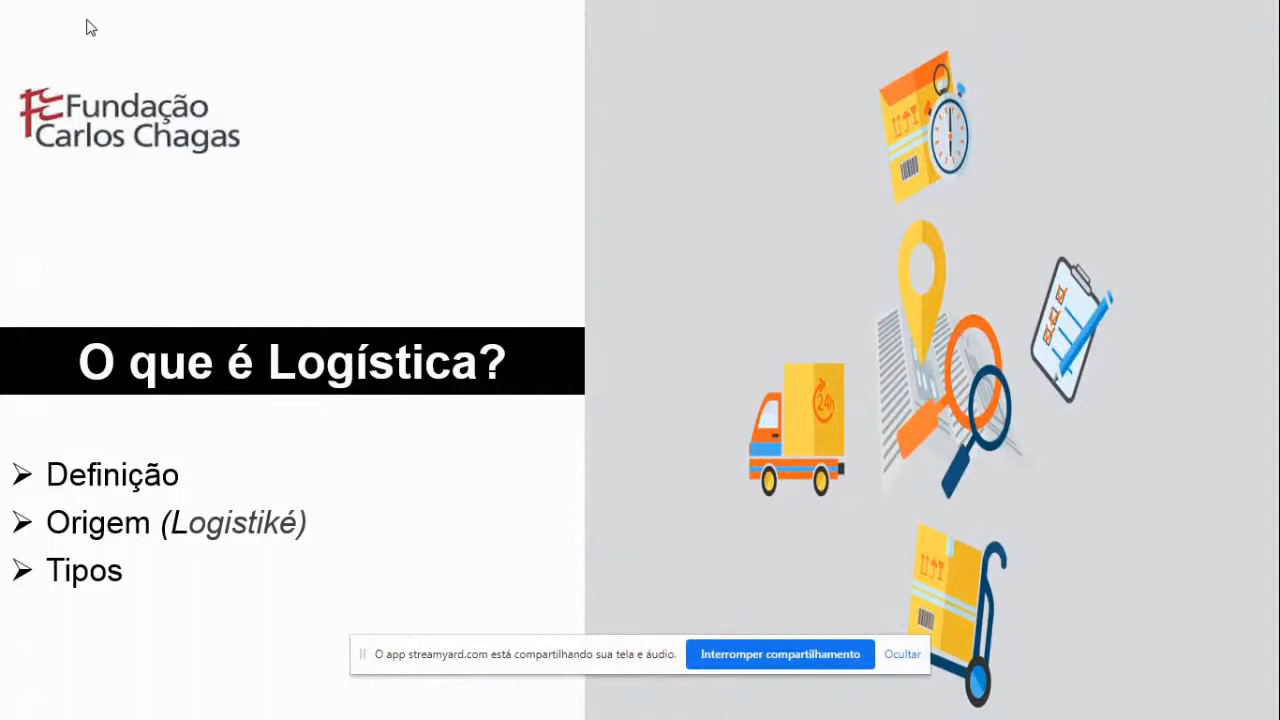 Fundação
Carlos Chagas
O que é Logística?
Definição
Origem (Logistiké)
Tipos
24h
O app streamyard.com está compartilhando sua tela e áudio.
Interromper compartilhamento
Ocultar